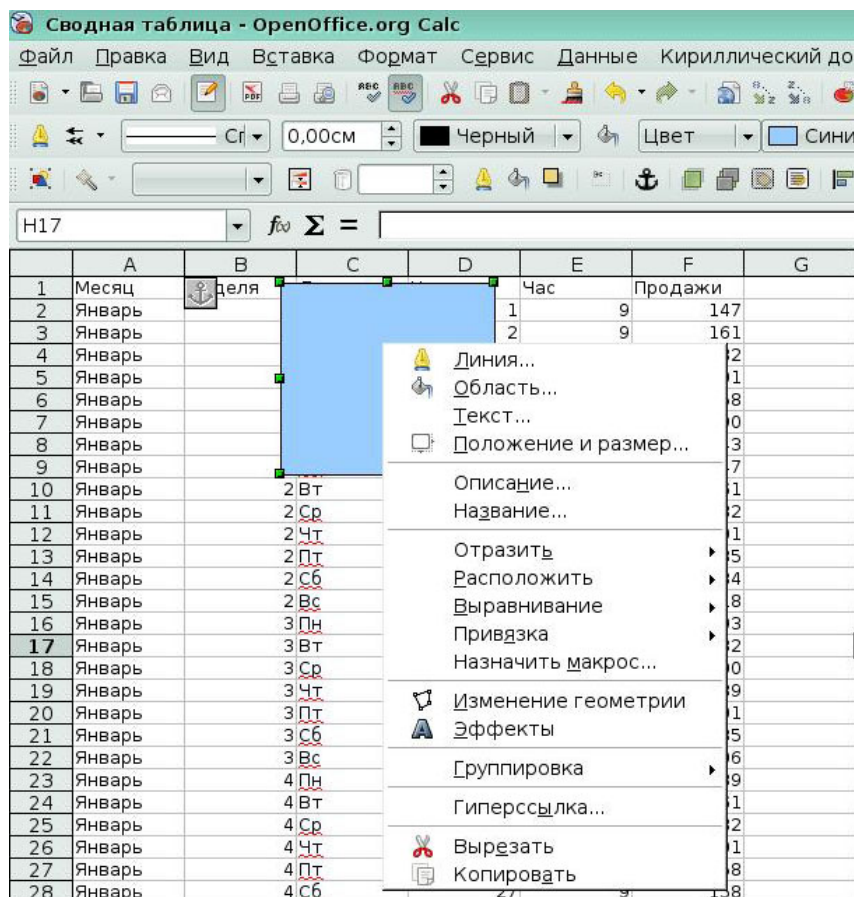 Сводная таблица - OpenOffice.org Calc
Файл Правка Вид Вставка Формат Сервис Данные Кириллический до
0,00см Черный Цвет Сини
H17
A B C D E F G
1 Месяц деля Час Продажи
2 Январь 1 9 147
3 Январь 2 9 161
4 Январь
Линия...
5 Январь
Область...
6 Январь
Текст...
7 Январь
8 Январь
Положение и размер...
9 Январь
10 Январь 2 Вт
Описание...
11 Январь 2 Ср
Название...
12 Январь 2 Чт
13 Январь 2 Пт
Отразить
14 Январь 2 Сб
Расположить
15 Январь 2 Вс
Выравнивание
16 Январь 3 Пн
Привязка
17 Январь 3 Вт
Назначить макрос...
18 Январь 3 Ср
19 Январь 3 Чт
Изменение геометрии
20 Январь 3 Пт
Эффекты
21 Январь 3 Сб
22 Январь 3 Вс
Группировка
23 Январь 4 Пн
24 Январь 4 Вт
Гиперссылка...
25 Январь 4 Ср
26 Январь 4 Чт
Вырезать
27 Январь 4 Пт
Копировать
28 Январь 4 Сб 27 9